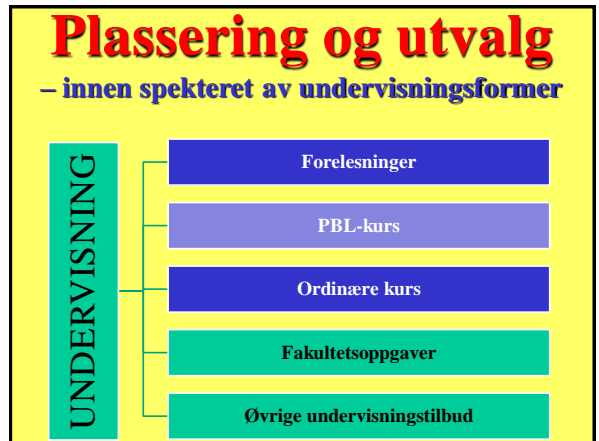 Plassering og utvalg
– innen spekteret av undervisningsformer
UNDERVISNING
Forelesninger
PBL-kurs
Ordinære kurs
Fakultetsoppgaver
Øvrige undervisningstilbud